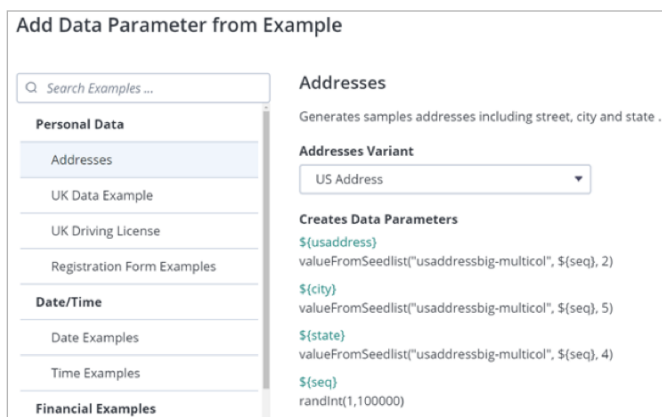 Add Data Parameter from Example
Search Examples ...
Personal Data
Addresses
UK Data Example
UK Driving License
Registration Form Examples
Date/Time
Date Examples
Time Examples
Financial Examples
Addresses
Generates samples addresses including street, city and state .
Addresses Variant
US Address
Creates Data Parameters
${usaddress}
valueFromSeedlist("usaddressbig-multicol", ${seq}, 2)
${city}
valueFromSeedlist("usaddressbig-multicol", ${seq}, 5)
${state}
valueFromSeedlist("usaddressbig-multicol", ${seq}, 4)
${seq}
randInt(1,100000)